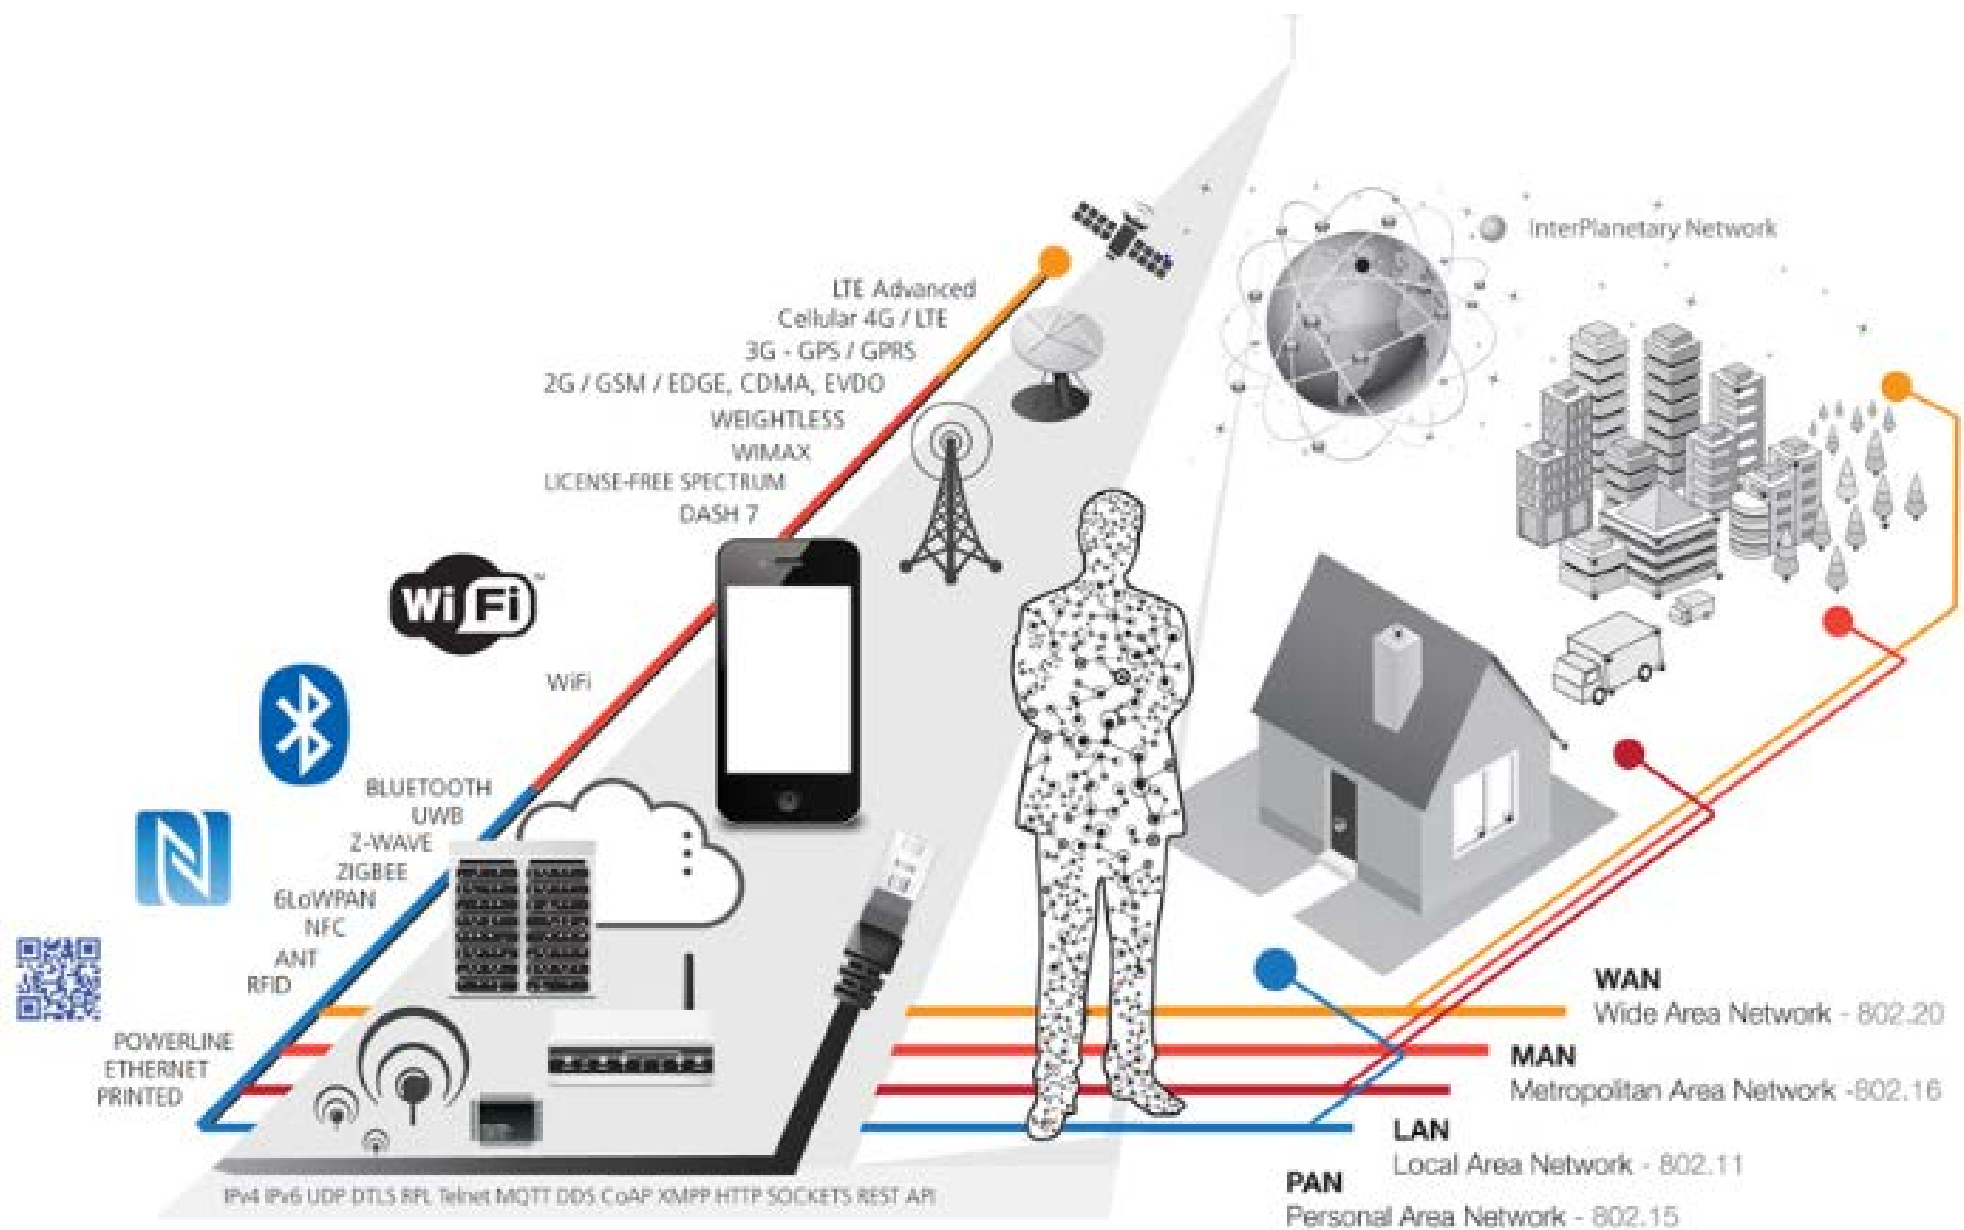 InterPlanetary Network
LTE Advanced
Cellular 4G / LTE
3G - GPS / GPRS
2G / GSM / EDGE, CDMA, EVDO
WEIGHTLESS
WIMAX
LICENSE-FREE SPECTRUM
DASH 7
WiFi
™
WiFi
BLUETOOTH
UWB
Z-WAVE
ZIGBEE
6LoWPAN
NFC
ANT
RFID
POWERLINE
ETHERNET
PRINTED
WAN
Wide Area Network - 802.20
MAN
Metropolitan Area Network -802.16
LAN
Local Area Network - 802.11
PAN
Personal Area Network - 802.15
IPv4 IPv6 UDP DTLS RPL Telnet MQTT DDS CoAP XMPP HTTP SOCKETS REST API